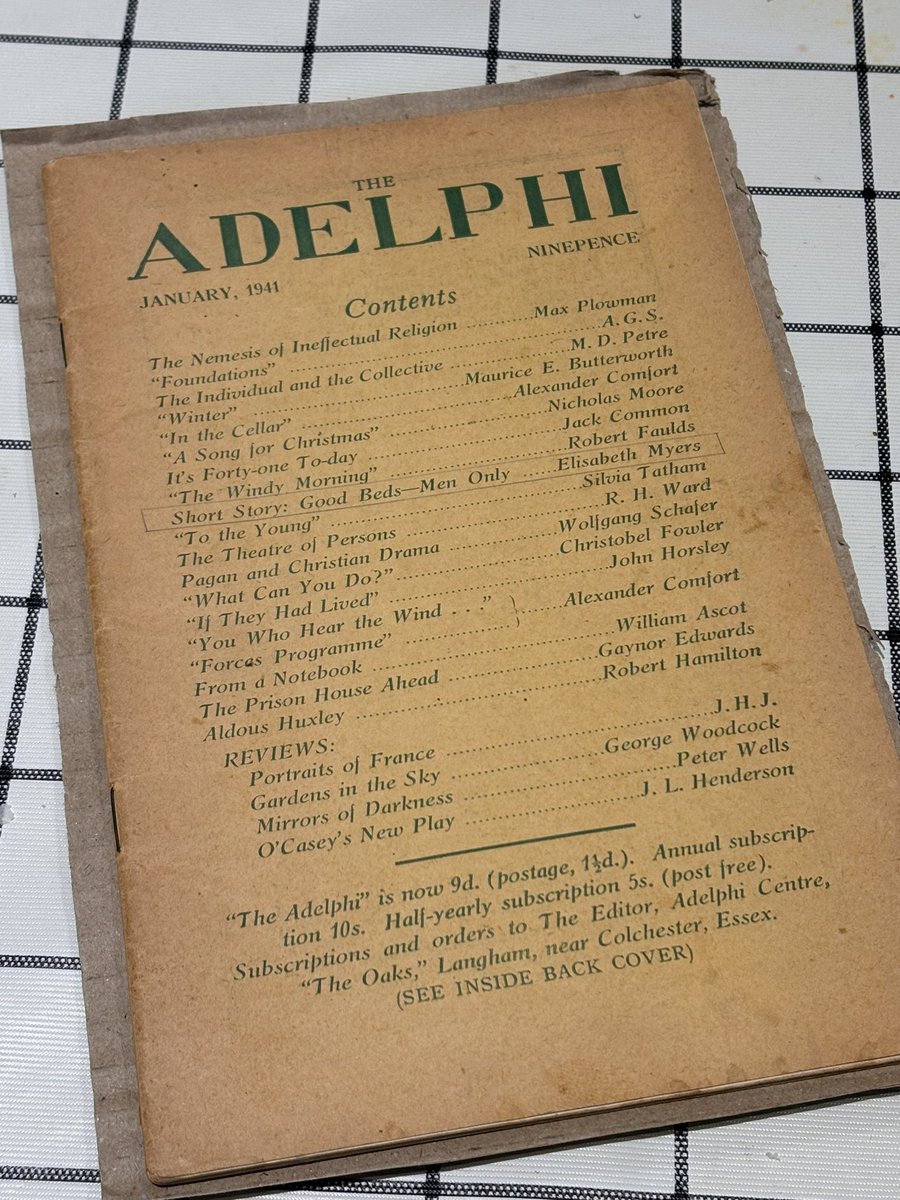 THE
ADELPHI
JANUARY, 1941 NINEPENCE
Contents
The Nemesis of Ineffectual Religion .......... Max Plowman
"Foundations" .......... A. G. S.
The Individual and the Collective .......... M. D. Petre
"Winter" .......... Maurice E. Butterworth
"In the Cellar" .......... Alexander Comfort
"A Song for Christmas" .......... Nicholas Moore
It's Forty-one To-day .......... Jack Common
"The Windy Morning" .......... Robert Faulds
Short Story: Good Beds—Men Only ..... Elisabeth Myers
"To the Young" .......... Silvia Tatham
The Theatre of Persons .......... R. H. Ward
Pagan and Christian Drama .......... Wolfgang Schafer
"What Can You Do?" .......... Christobel Fowler
"If They Had Lived" .......... John Horsley
"You Who Hear the Wind . ." } ...... Alexander Comfort
"Forces Programme" ..........
From a Notebook .......... William Ascot
The Prison House Ahead .......... Gaynor Edwards
Aldous Huxley .......... Robert Hamilton
REVIEWS:
Portraits of France .......... J. H. J.
Gardens in the Sky .......... George Woodcock
Mirrors of Darkness .......... Peter Wells
O'Casey's New Play .......... J. L. Henderson
"The Adelphi" is now 9d. (postage, 1½d.). Annual subscrip-
tion 10s. Half-yearly subscription 5s. (post free).
Subscriptions and orders to The Editor, Adelphi Centre,
"The Oaks," Langham, near Colchester, Essex.
(SEE INSIDE BACK COVER)